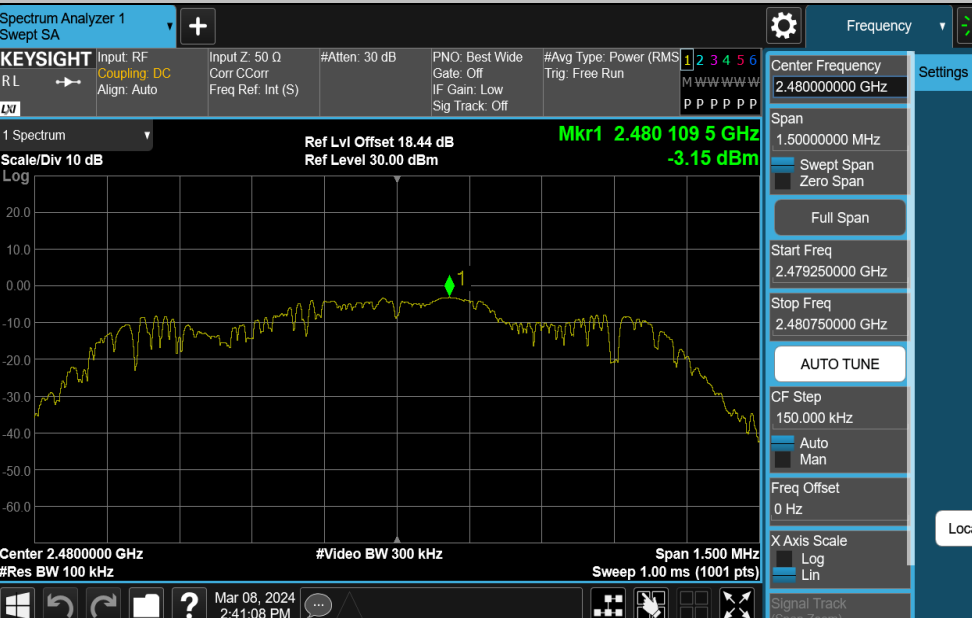 Spectrum Analyzer 1
Swept SA
+
Frequency
KEYSIGHT
R L
LXI
Input: RF
Coupling: DC
Align: Auto
Input Z: 50 Ω
Corr CCorr
Freq Ref: Int (S)
#Atten: 30 dB
PNO: Best Wide
Gate: Off
IF Gain: Low
Sig Track: Off
#Avg Type: Power (RMS
Trig: Free Run
1 2 3 4 5 6
M W W W W W
P P P P P P
1 Spectrum
Scale/Div 10 dB
Log
Ref Lvl Offset 18.44 dB
Ref Level 30.00 dBm
Mkr1 2.480 109 5 GHz
-3.15 dBm
20.0
10.0
0.00
-10.0
-20.0
-30.0
-40.0
-50.0
-60.0
1
Center 2.4800000 GHz
#Res BW 100 kHz
#Video BW 300 kHz
Span 1.500 MHz
Sweep 1.00 ms (1001 pts)
?
Mar 08, 2024
2:41:08 PM
Center Frequency
2.480000000 GHz
Span
1.50000000 MHz
Swept Span
Zero Span
Full Span
Start Freq
2.479250000 GHz
Stop Freq
2.480750000 GHz
AUTO TUNE
CF Step
150.000 kHz
Auto
Man
Freq Offset
0 Hz
X Axis Scale
Log
Lin
Signal Track
(Span Zoom)
Settings
Loca